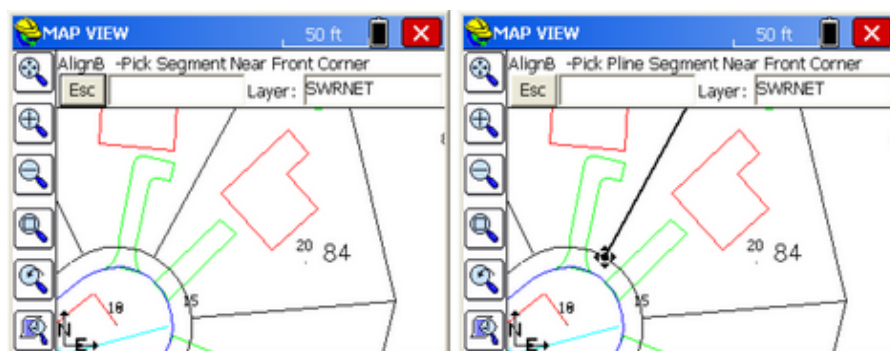 MAP VIEW 50 ft
AlignB -Pick Segment Near Front Corner
Esc Layer: SWRNET
20 84
18 15
N
E
MAP VIEW 50 ft
AlignB -Pick Pline Segment Near Front Corner
Esc Layer: SWRNET
20 84
18 15
N
E